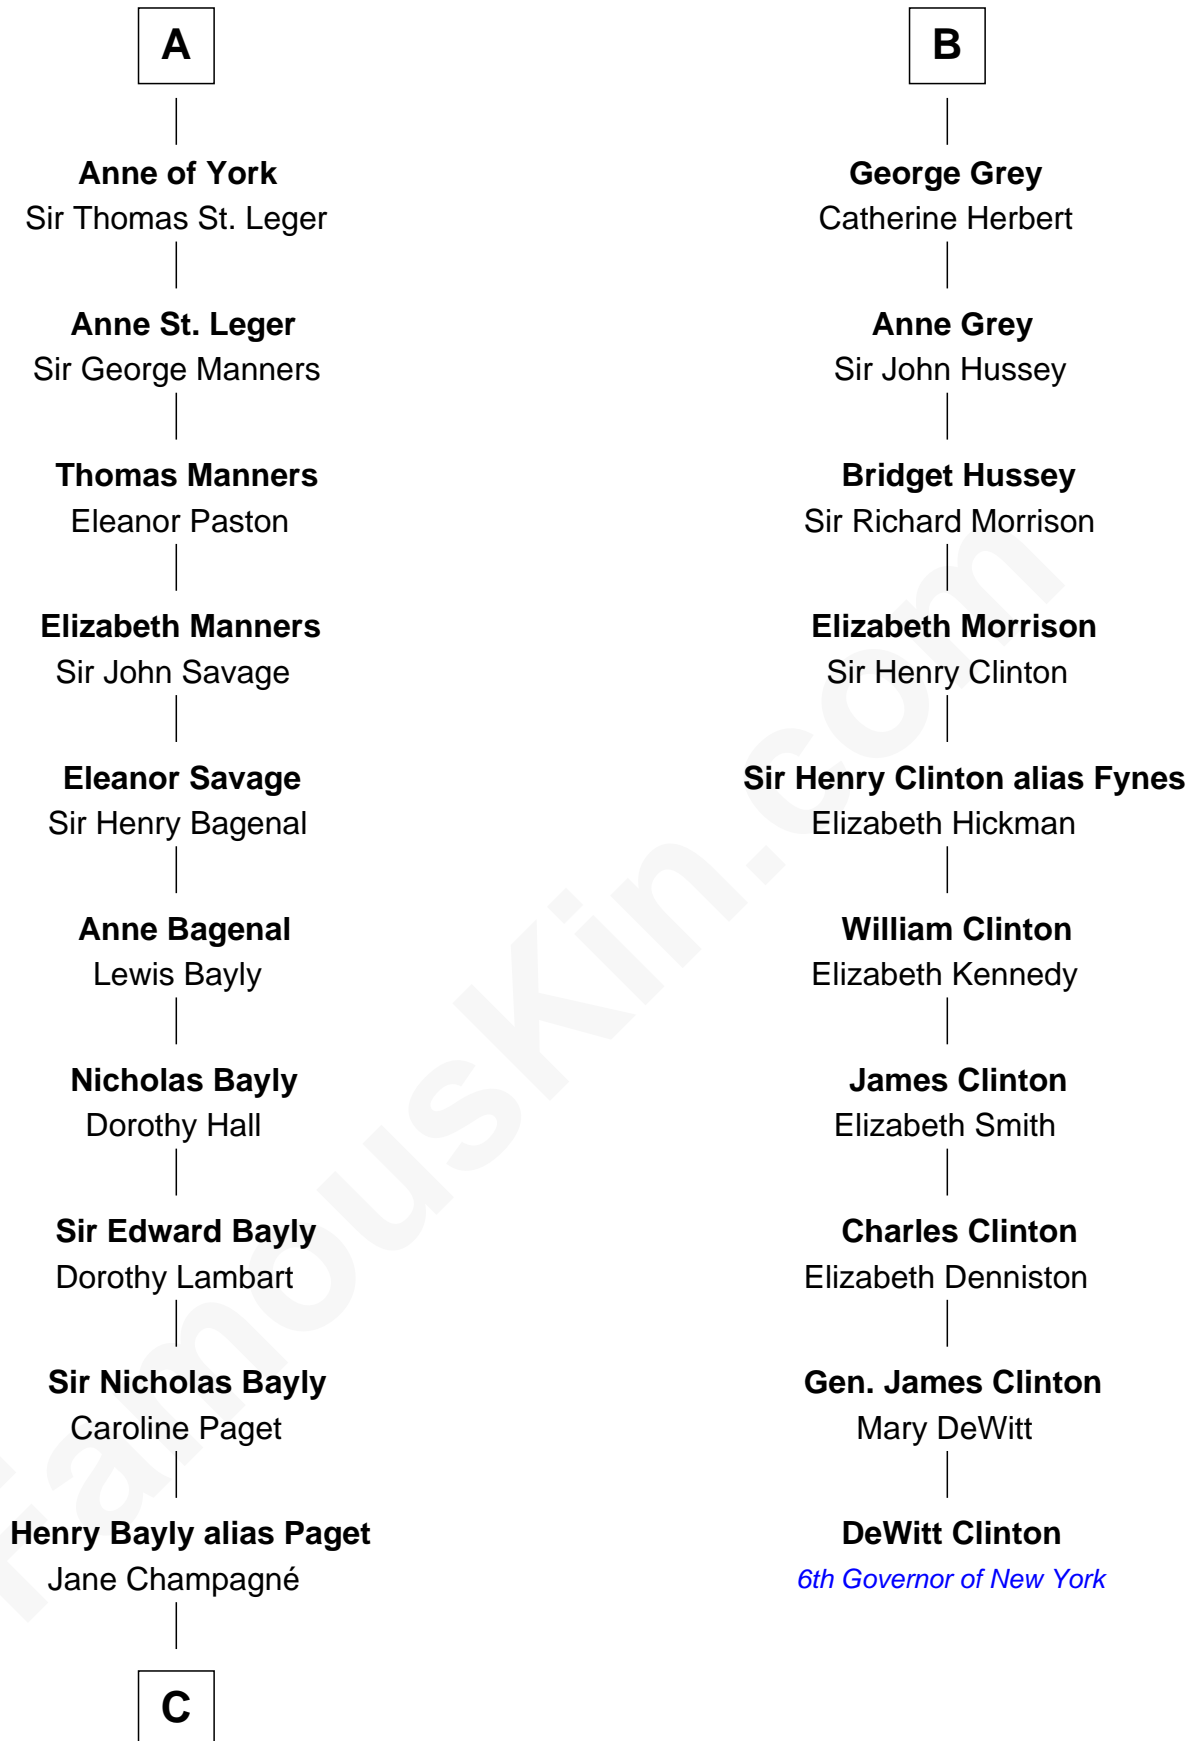 A
Anne of York
Sir Thomas St. Leger
Anne St. Leger
Sir George Manners
Thomas Manners
Eleanor Paston
Elizabeth Manners
Sir John Savage
Eleanor Savage
Sir Henry Bagenal
Anne Bagenal
Lewis Bayly
Nicholas Bayly
Dorothy Hall
Sir Edward Bayly
Dorothy Lambart
Sir Nicholas Bayly
Caroline Paget
Henry Bayly alias Paget
Jane Champagné
C
B
George Grey
Catherine Herbert
Anne Grey
Sir John Hussey
Bridget Hussey
Sir Richard Morrison
Elizabeth Morrison
Sir Henry Clinton
Sir Henry Clinton alias Fynes
Elizabeth Hickman
William Clinton
Elizabeth Kennedy
James Clinton
Elizabeth Smith
Charles Clinton
Elizabeth Denniston
Gen. James Clinton
Mary DeWitt
DeWitt Clinton
6th Governor of New York
FamousKin.com